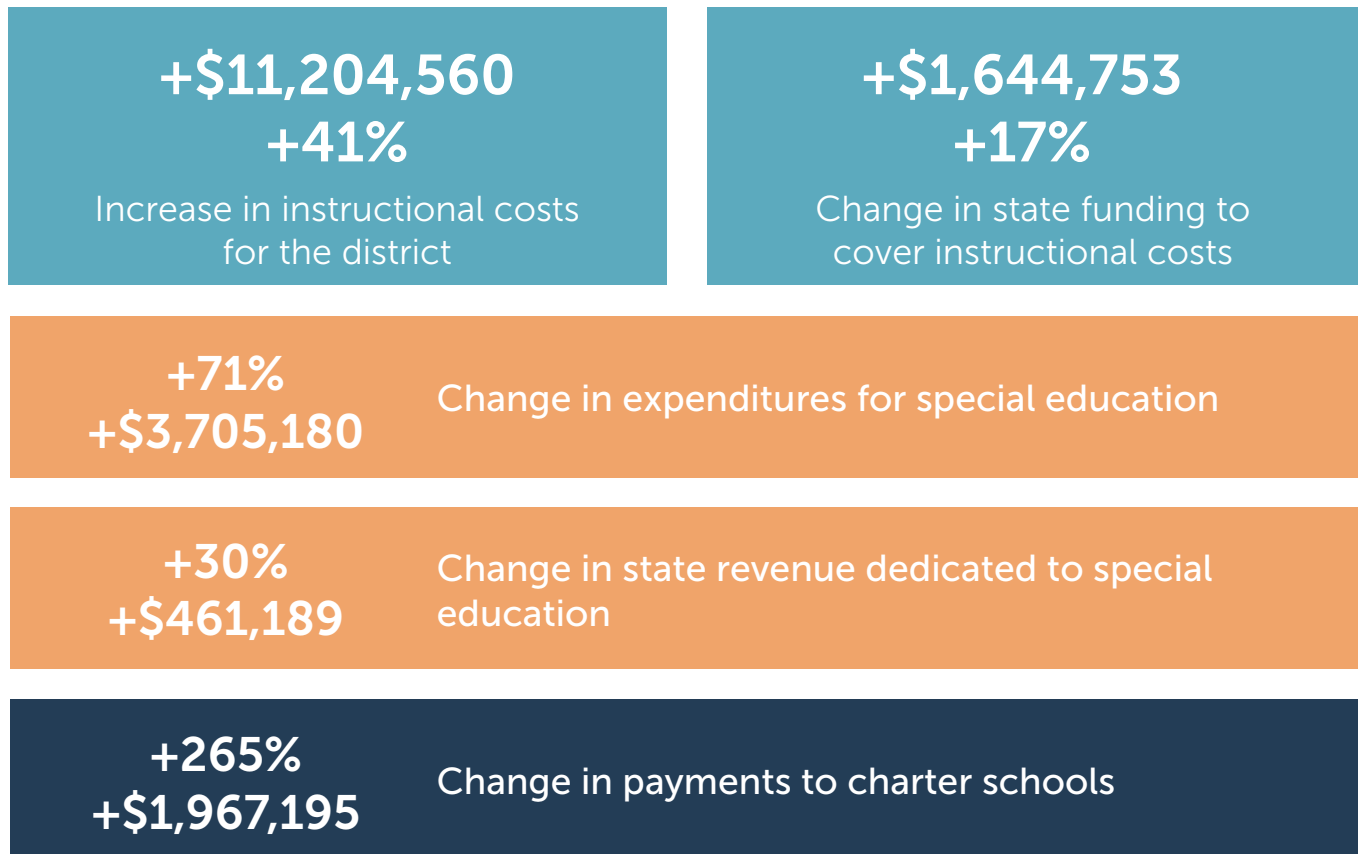 +$11,204,560
+41%
Increase in instructional costs
for the district
+$1,644,753
+17%
Change in state funding to
cover instructional costs
+71%
+$3,705,180
Change in expenditures for special education
+30%
+$461,189
Change in state revenue dedicated to special
education
+265%
+$1,967,195
Change in payments to charter schools